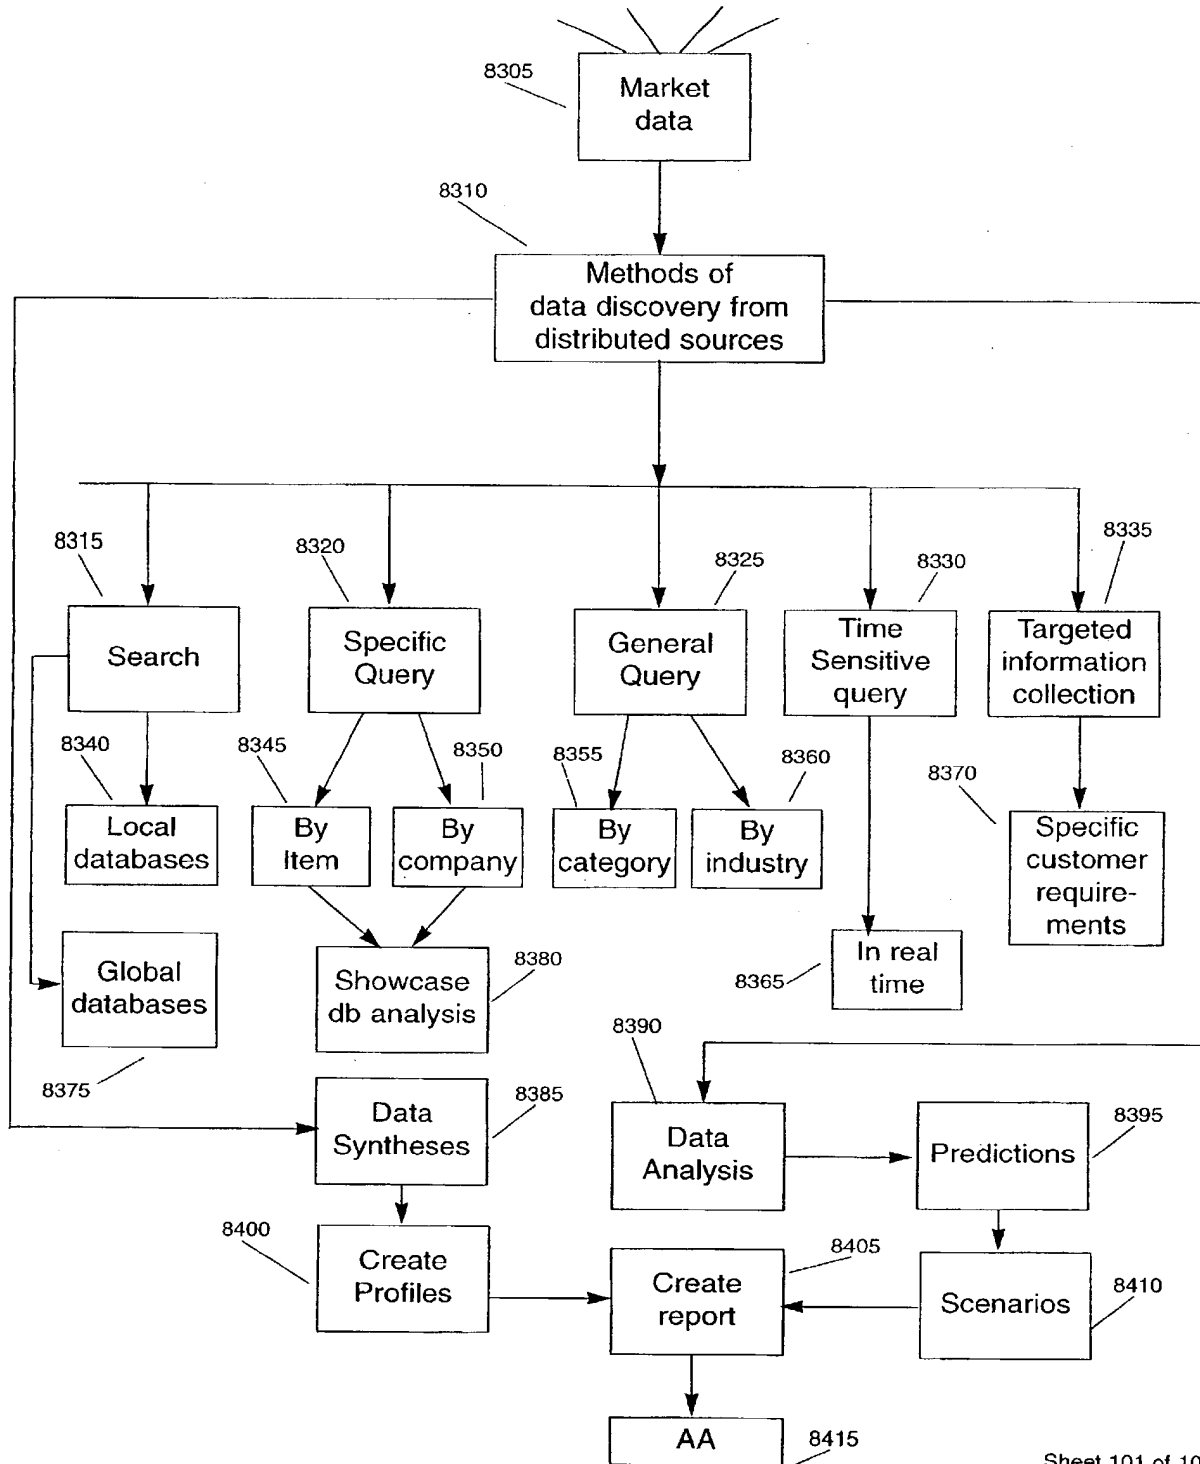 8305
Market
data
8310
Methods of
data discovery from
distributed sources
8315
8320
8325
8330
8335
Search
Specific
Query
General
Query
Time
Sensitive
query
Targeted
information
collection
8340
8345
8350
8355
8360
8370
Local
databases
By
Item
By
company
By
category
By
industry
Specific
customer
require-
ments
Global
databases
8375
Showcase
db analysis
8380
In real
time
8365
8390
Data
Syntheses
8385
Data
Analysis
Predictions
8395
8400
Create
Profiles
Create
report
8405
Scenarios
8410
AA
8415
Sheet 101 of 10